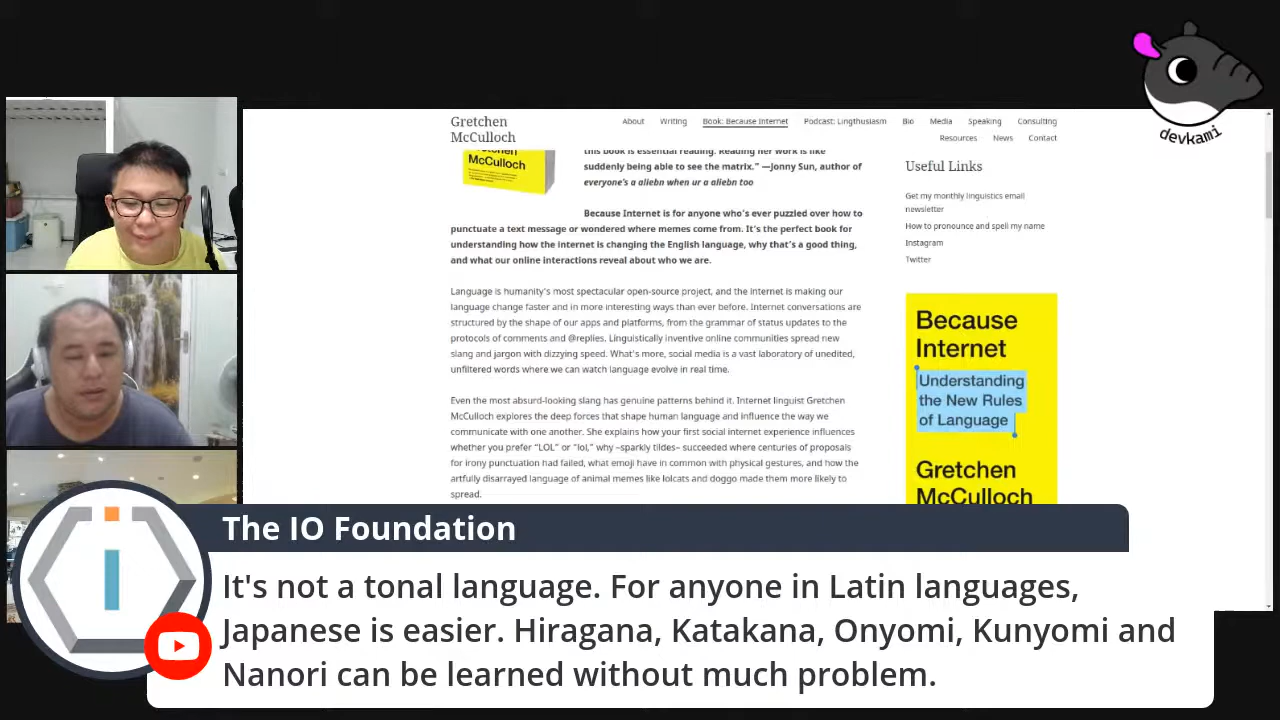 devkami
Gretchen
McCulloch
About Writing Book: Because Internet Podcast: Lingthusiasm Bio Media Speaking Consulting
Resources News Contact
McCulloch
this book is essential reading. Reading her work is like
suddenly being able to see the matrix.” —Jonny Sun, author of
everyone's a aliebn when ur a aliebn too
Because Internet is for anyone who's ever puzzled over how to
punctuate a text message or wondered where memes come from. It's the perfect book for
understanding how the internet is changing the English language, why that's a good thing,
and what our online interactions reveal about who we are.
Language is humanity's most spectacular open-source project, and the internet is making our
language change faster and in more interesting ways than ever before. Internet conversations are
structured by the shape of our apps and platforms, from the grammar of status updates to the
protocols of comments and @replies. Linguistically inventive online communities spread new
slang and jargon with dizzying speed. What's more, social media is a vast laboratory of unedited,
unfiltered words where we can watch language evolve in real time.
Even the most absurd-looking slang has genuine patterns behind it. Internet linguist Gretchen
McCulloch explores the deep forces that shape human language and influence the way we
communicate with one another. She explains how your first social internet experience influences
whether you prefer “LOL” or “lol,” why ~sparkly tildes~ succeeded where centuries of proposals
for irony punctuation had failed, what emoji have in common with physical gestures, and how the
artfully disarrayed language of animal memes like lolcats and doggo made them more likely to
spread.
Useful Links
Get my monthly linguistics email
newsletter
How to pronounce and spell my name
Instagram
Twitter
Because
Internet
Understanding
the New Rules
of Language
Gretchen
McCulloch
The IO Foundation
It's not a tonal language. For anyone in Latin languages,
Japanese is easier. Hiragana, Katakana, Onyomi, Kunyomi and
Nanori can be learned without much problem.